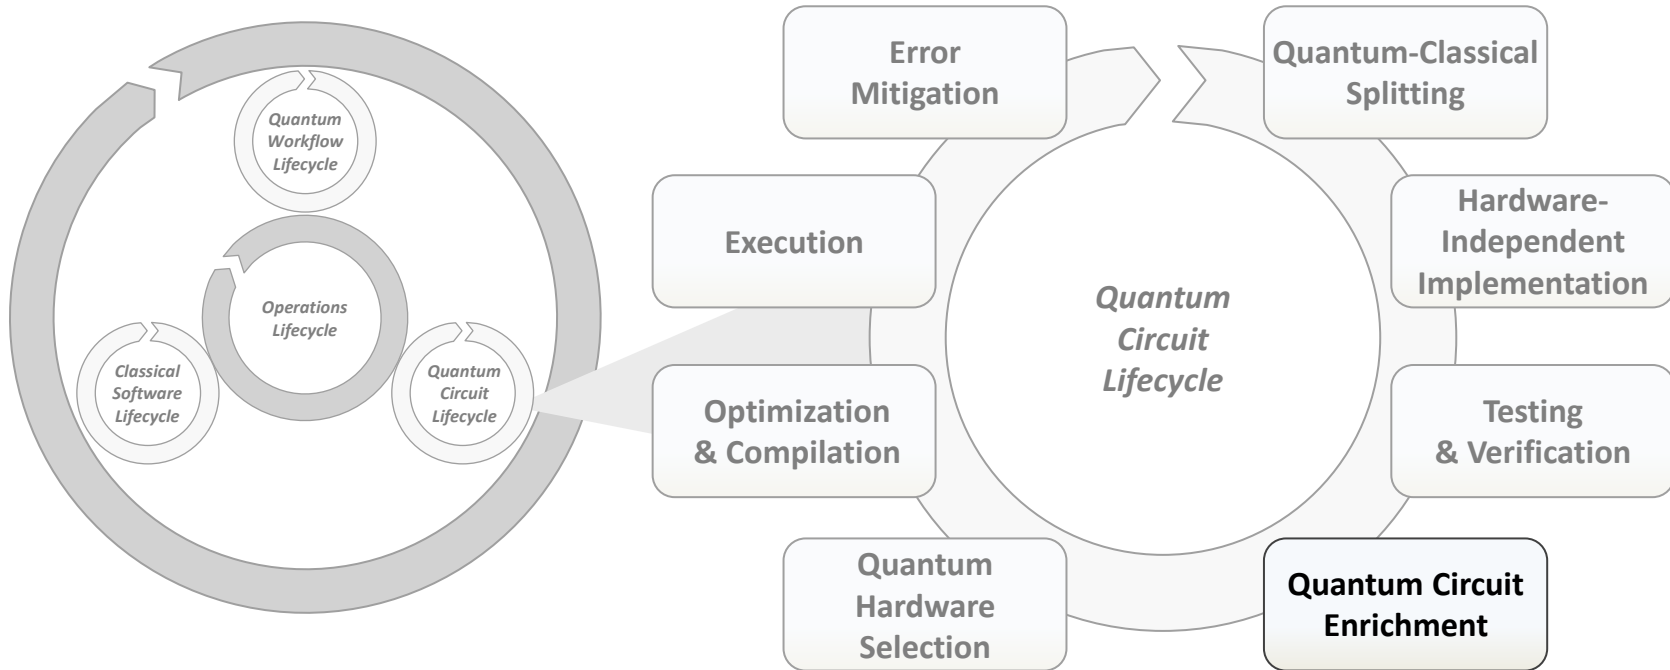 Quantum
Workflow
Lifecycle
Operations
Lifecycle
Classical
Software
Lifecycle
Quantum
Circuit
Lifecycle
Quantum
Circuit
Lifecycle
Quantum-Classical
Splitting
Hardware-
Independent
Implementation
Testing
& Verification
Quantum Circuit
Enrichment
Quantum
Hardware
Selection
Optimization
& Compilation
Execution
Error
Mitigation